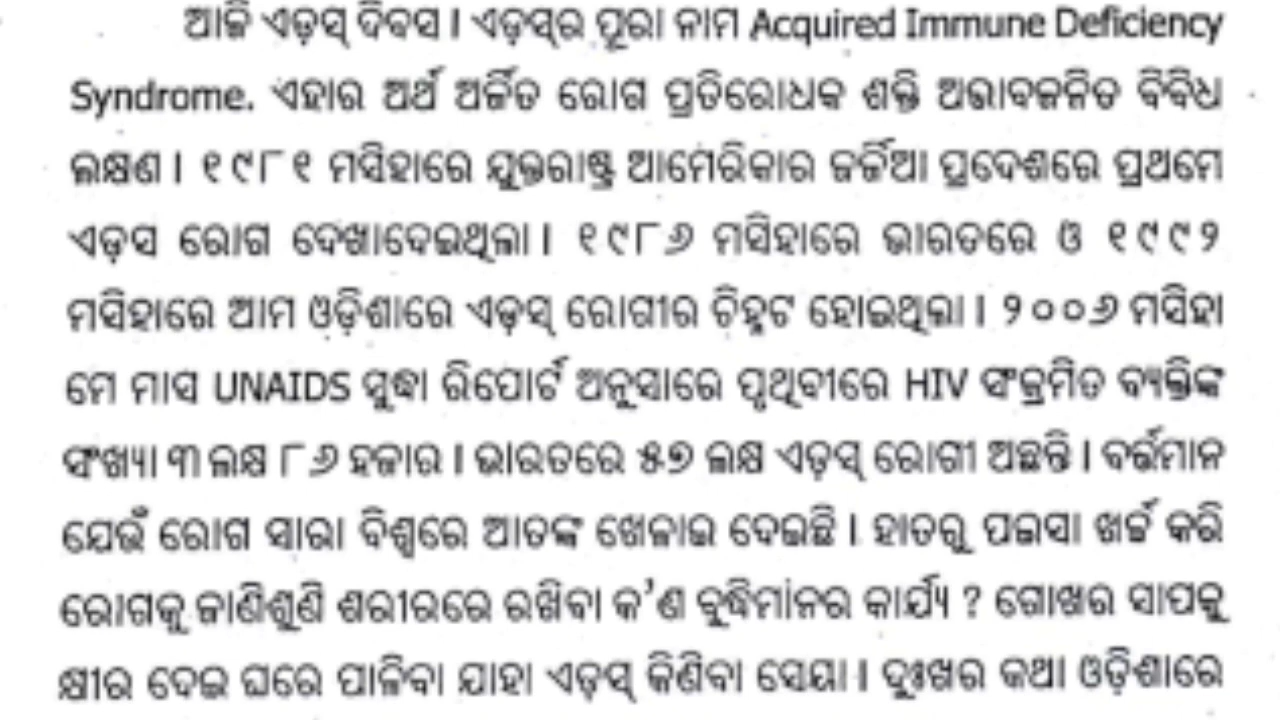 ଆଜି ଏଡ଼ସ୍ ଦିବସ । ଏଡ଼ସ୍‌ର ପୂରା ନାମ Acquired Immune Deficiency
Syndrome. ଏହାର ଅର୍ଥ ଅର୍ଜିତ ରୋଗ ପ୍ରତିରୋଧକ ଶକ୍ତି ଅଭାବଜନିତ ବିବିଧ
ଲକ୍ଷଣ । ୧୯୮୧ ମସିହାରେ ଯୁକ୍ତରାଷ୍ଟ୍ର ଆମେରିକାର ଜର୍ଜିଆ ପ୍ରଦେଶରେ ପ୍ରଥମେ
ଏଡ଼ସ ରୋଗ ଦେଖାଦେଇଥିଲା । ୧୯୮୬ ମସିହାରେ ଭାରତରେ ଓ ୧୯୯୨
ମସିହାରେ ଆମ ଓଡ଼ିଶାରେ ଏଡ଼ସ୍ ରୋଗୀର ଚିହ୍ନଟ ହୋଇଥିଲା । ୨୦୦୬ ମସିହା
ମେ ମାସ UNAIDS ସୁଦ୍ଧା ରିପୋର୍ଟ ଅନୁସାରେ ପୃଥିବୀରେ HIV ସଂକ୍ରମିତ ବ୍ୟକ୍ତିଙ୍କ
ସଂଖ୍ୟା ୩ ଲକ୍ଷ ୮୬ ହଜାର । ଭାରତରେ ୫୭ ଲକ୍ଷ ଏଡ଼ସ୍ ରୋଗୀ ଅଛନ୍ତି । ବର୍ତ୍ତମାନ
ଯେଉଁ ରୋଗ ସାରା ବିଶ୍ୱରେ ଆତଙ୍କ ଖେଳାଇ ଦେଇଛି । ହାତରୁ ପଇସା ଖର୍ଚ୍ଚ କରି
ରୋଗକୁ ଜାଣିଶୁଣି ଶରୀରରେ ରଖିବା କ'ଣ ବୁଦ୍ଧିମାନର କାର୍ଯ୍ୟ ? ଗୋଖର ସାପକୁ
କ୍ଷୀର ଦେଇ ଘରେ ପାଳିବା ଯାହା ଏଡ଼ସ୍ କିଣିବା ସେୟା । ଦୁଃଖର କଥା ଓଡ଼ିଶାରେ